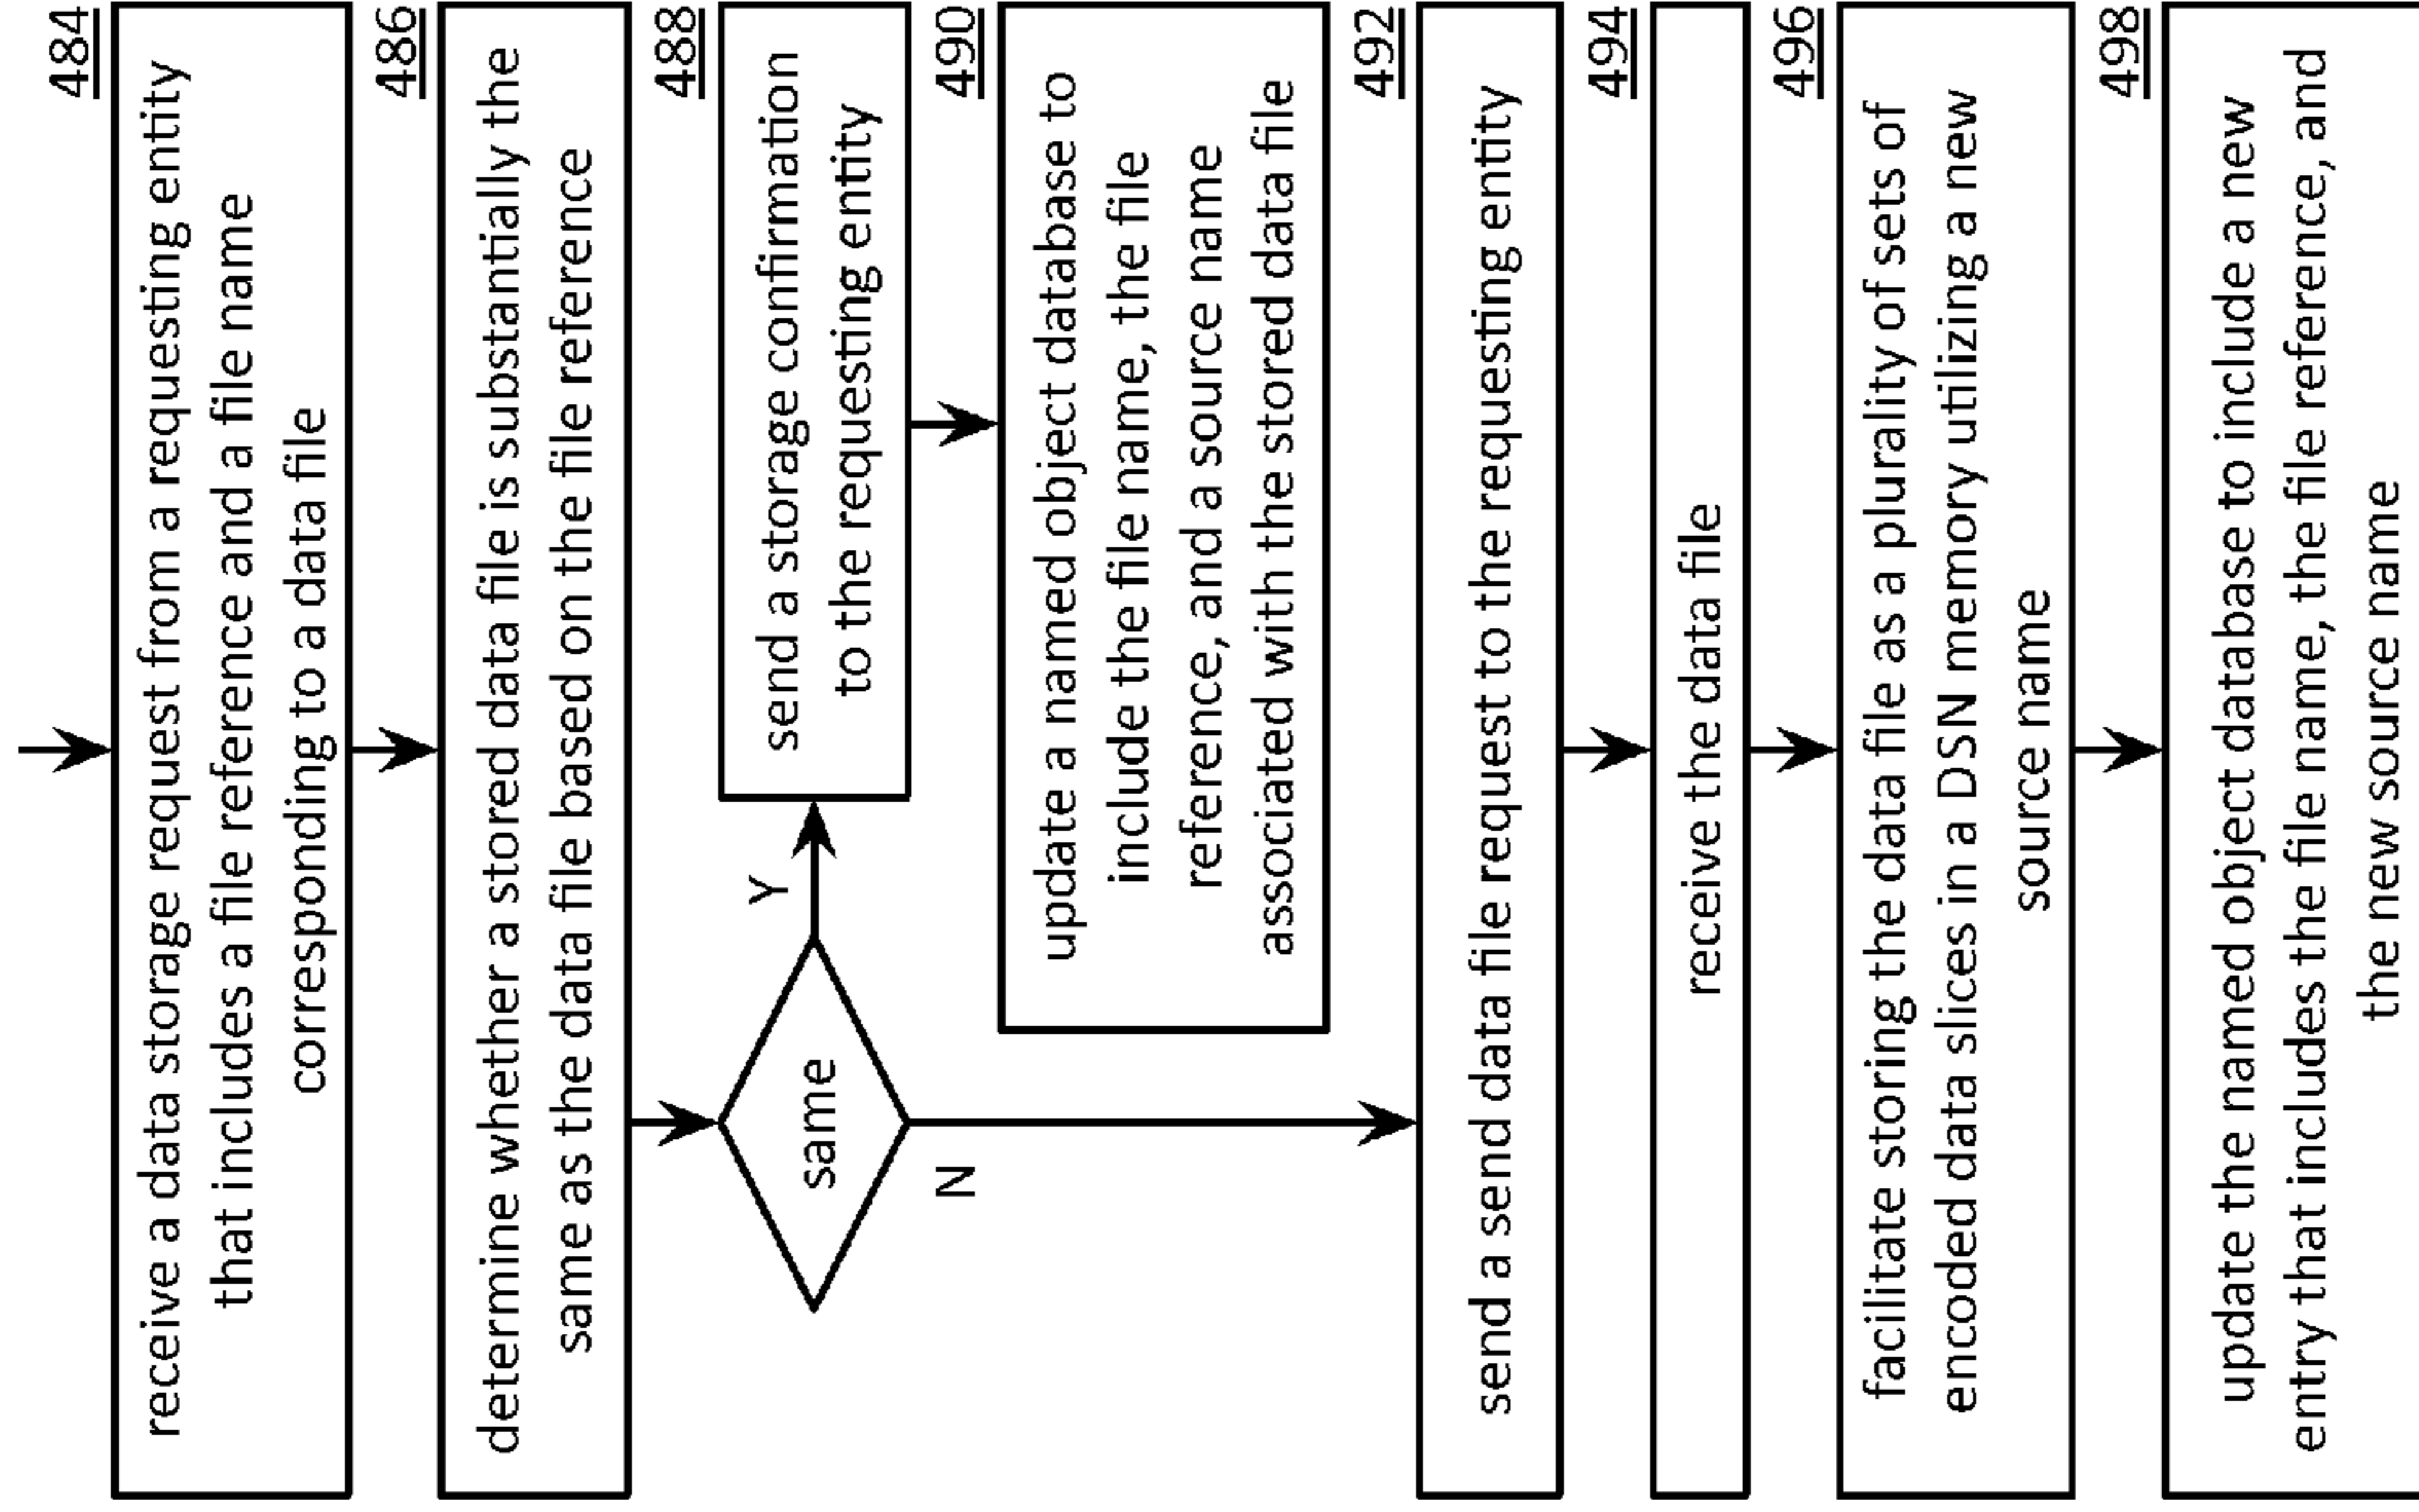 484
receive a data storage request from a requesting entity
that includes a file reference and a file name
corresponding to a data file
486
determine whether a stored data file is substantially the
same as the data file based on the file reference
same
Y
N
488
send a storage confirmation
to the requesting entity
490
update a named object database to
include the file name, the file
reference, and a source name
associated with the stored data file
492
send a send data file request to the requesting entity
494
receive the data file
496
facilitate storing the data file as a plurality of sets of
encoded data slices in a DSN memory utilizing a new
source name
498
update the named object database to include a new
entry that includes the file name, the file reference, and
the new source name